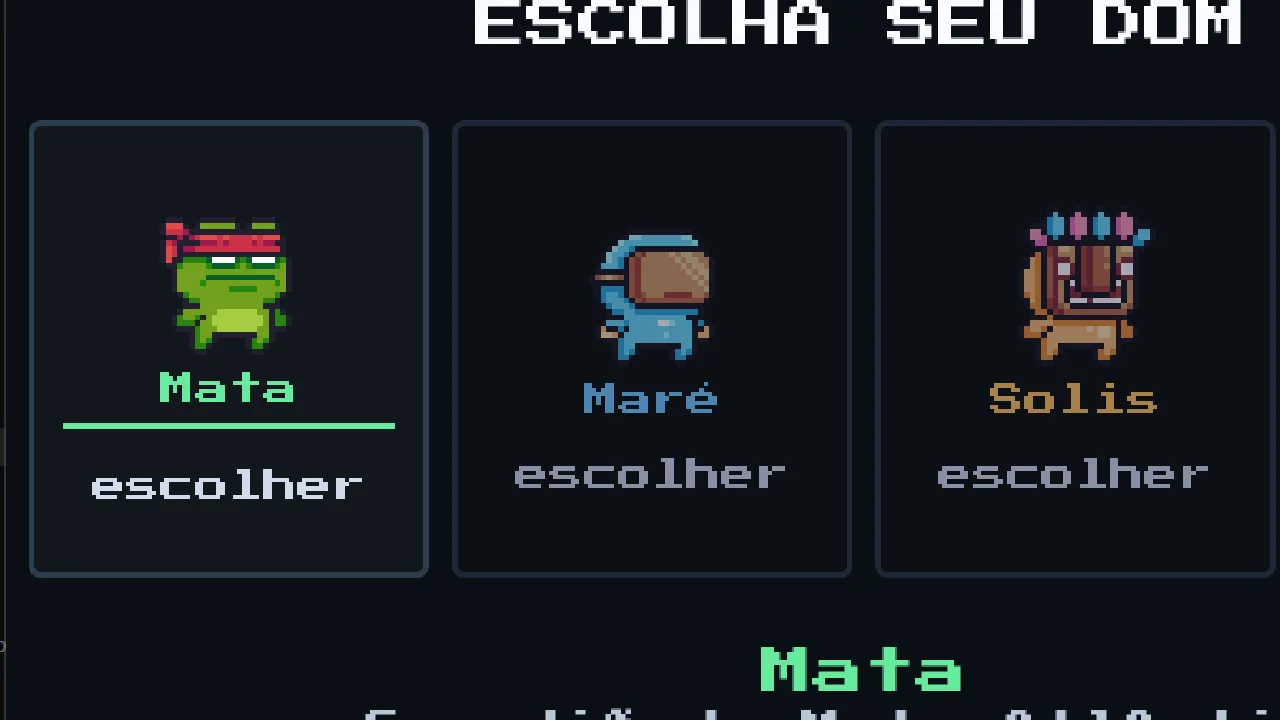 ESCOLHA SEU DOM
Mata
Maré
Solis
escolher
escolher
escolher
Mata